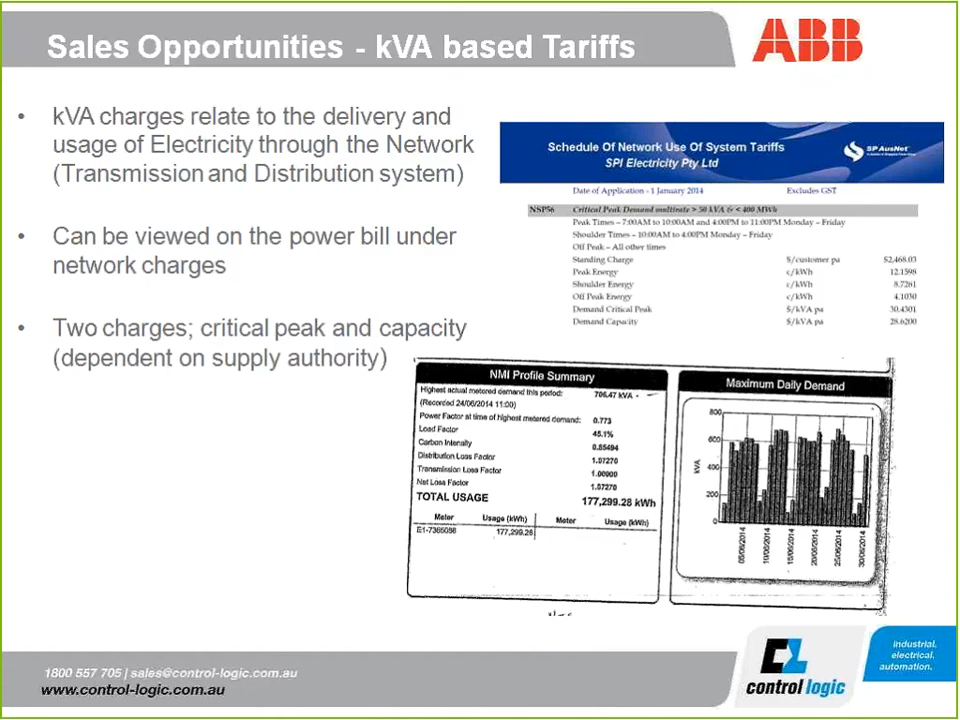 Sales Opportunities - kVA based Tariffs
ABB
• kVA charges relate to the delivery and
usage of Electricity through the Network
(Transmission and Distribution system)
• Can be viewed on the power bill under
network charges
• Two charges; critical peak and capacity
(dependent on supply authority)
Schedule Of Network Use Of System Tariffs
SPI Electricity Pty Ltd
SP AusNet
Date of Application - 1 January 2014 Excludes GST
NSP56 Critical Peak Demand multirate > 50 kVA & < 400 MWh
Peak Times – 7:00AM to 10:00AM and 4:00PM to 11:00PM Monday – Friday
Shoulder Times – 10:00AM to 4:00PM Monday – Friday
Off Peak – All other times
Standing Charge $/customer pa $2,468.03
Peak Energy c/kWh 12.1598
Shoulder Energy c/kWh 8.7261
Off Peak Energy c/kWh 4.1030
Demand Critical Peak $/kVA pa 30.4301
Demand Capacity $/kVA pa 28.6200
NMI Profile Summary
Highest actual metered demand this period: 706.47 kVA
(Recorded 24/06/2014 11:00)
Power Factor at time of highest metered demand: 0.773
Load Factor 45.1%
Carbon Intensity 0.85494
Distribution Loss Factor 1.07270
Transmission Loss Factor 1.00000
Net Loss Factor 1.07270
TOTAL USAGE 177,299.28 kWh
Meter Usage (kWh) Meter Usage (kWh)
177,299.28
Maximum Daily Demand
800
600
kVA
400
200
0
05/06/2014 10/06/2014 15/06/2014 20/06/2014 25/06/2014 30/06/2014
1800 557 705 | sales@control-logic.com.au
www.control-logic.com.au
control logic
industrial.
electrical.
automation.